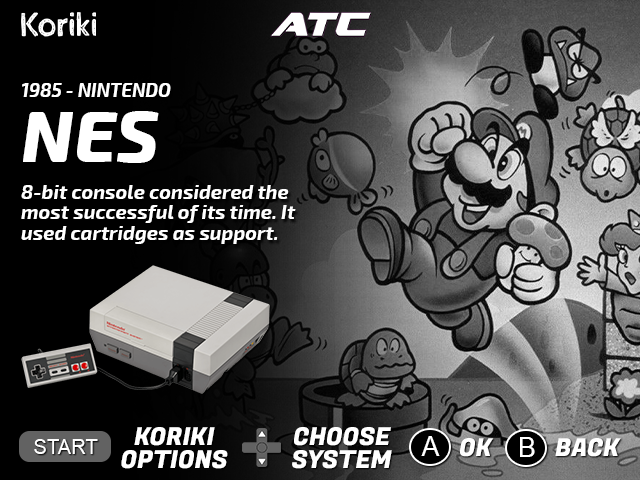 Koriki
ATC
1985 - NINTENDO
NES
8-bit console considered the
most successful of its time. It
used cartridges as support.
START
KORIKI
OPTIONS
CHOOSE
SYSTEM
A
OK
B
BACK